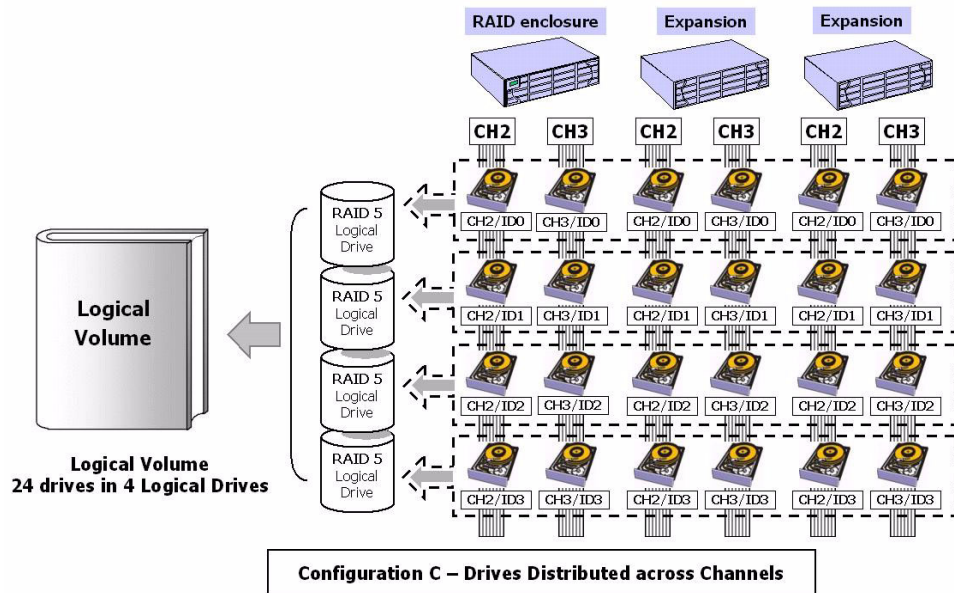 RAID enclosure Expansion Expansion
CH2 CH3 CH2 CH3 CH2 CH3
RAID 5
Logical
Drive
CH2/ID0 CH3/ID0 CH2/ID0 CH3/ID0 CH2/ID0 CH3/ID0
RAID 5
Logical
Drive
CH2/ID1 CH3/ID1 CH2/ID1 CH3/ID1 CH2/ID1 CH3/ID1
Logical
Volume
RAID 5
Logical
Drive
CH2/ID2 CH3/ID2 CH2/ID2 CH3/ID2 CH2/ID2 CH3/ID2
RAID 5
Logical
Drive
CH2/ID3 CH3/ID3 CH2/ID3 CH3/ID3 CH2/ID3 CH3/ID3
Logical Volume
24 drives in 4 Logical Drives
Configuration C – Drives Distributed across Channels